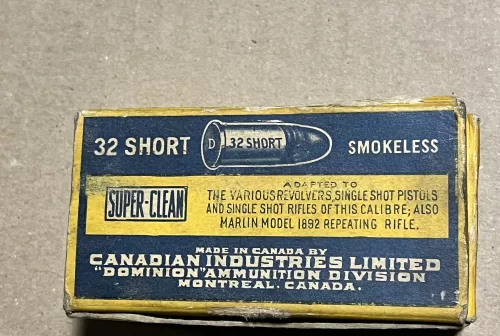 32 SHORT D 32 SHORT SMOKELESS
SUPER-CLEAN
ADAPTED TO
THE VARIOUS REVOLVERS, SINGLE SHOT PISTOLS
AND SINGLE SHOT RIFLES OF THIS CALIBRE; ALSO
MARLIN MODEL 1892 REPEATING RIFLE.
MADE IN CANADA BY
CANADIAN INDUSTRIES LIMITED
"DOMINION" AMMUNITION DIVISION
MONTREAL. CANADA.